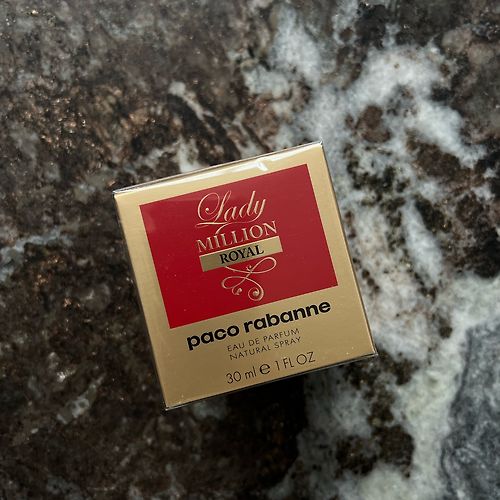 Lady
MILLION
ROYAL
paco rabanne
EAU DE PARFUM
NATURAL SPRAY
30 ml e 1 FL OZ